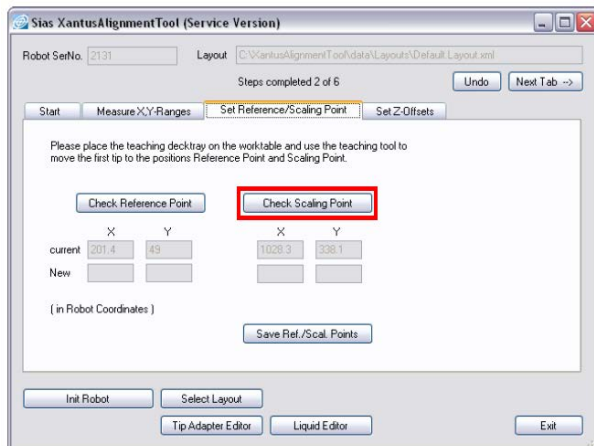 Sias XantusAlignmentTool (Service Version)
Robot SerNo. 2131 Layout C:\XantusAlignmentTool\data\Layouts\Default.Layout.xml
Steps completed 2 of 6 Undo Next Tab -->
Start Measure X,Y-Ranges Set Reference/Scaling Point Set Z-Offsets
Please place the teaching decktray on the worktable and use the teaching tool to
move the first tip to the positions Reference Point and Scaling Point.
Check Reference Point Check Scaling Point
X Y X Y
current 201.4 49 1028.3 338.1
New
( in Robot Coordinates )
Save Ref./Scal. Points
Init Robot Select Layout
Tip Adapter Editor Liquid Editor Exit